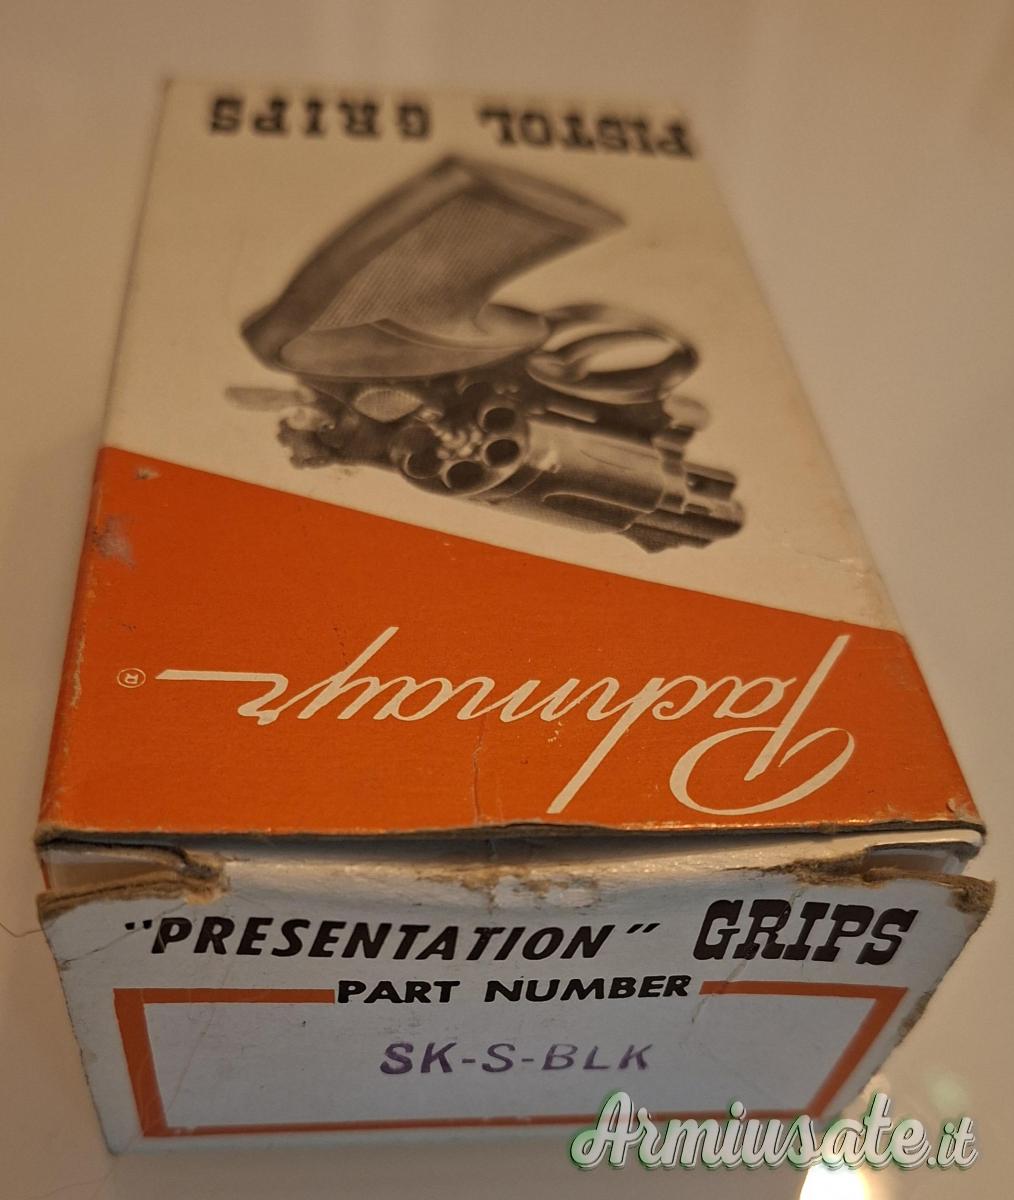 PISTOL GRIPS
Pachmayr ®
"PRESENTATION" GRIPS
PART NUMBER
SK-S-BLK
Armiusate.it